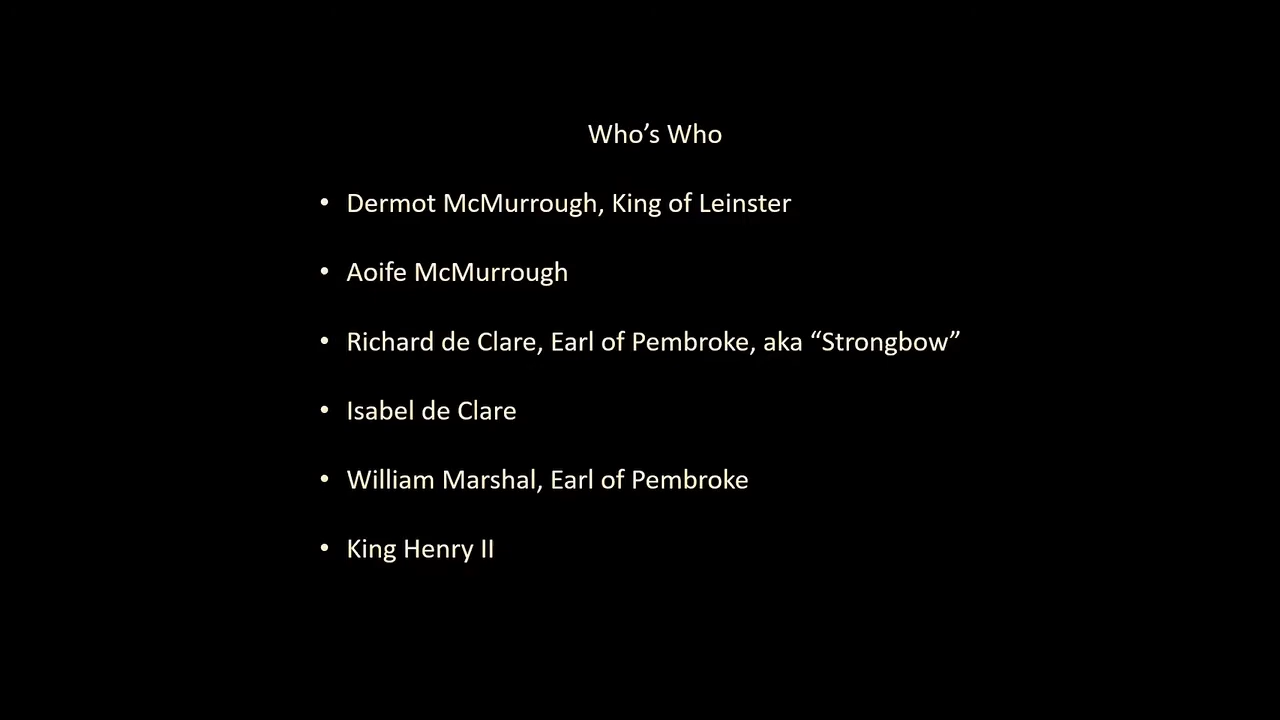 Who’s Who
• Dermot McMurrough, King of Leinster
• Aoife McMurrough
• Richard de Clare, Earl of Pembroke, aka “Strongbow”
• Isabel de Clare
• William Marshal, Earl of Pembroke
• King Henry II